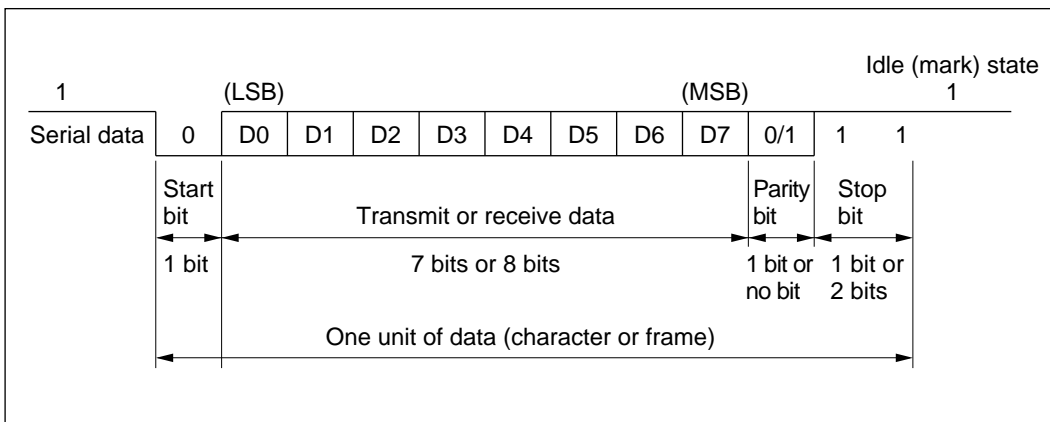 Idle (mark) state
1 (LSB) (MSB) 1
Serial data 0 D0 D1 D2 D3 D4 D5 D6 D7 0/1 1 1
Start Parity Stop
bit Transmit or receive data bit bit
1 bit 7 bits or 8 bits 1 bit or 1 bit or
no bit 2 bits
One unit of data (character or frame)